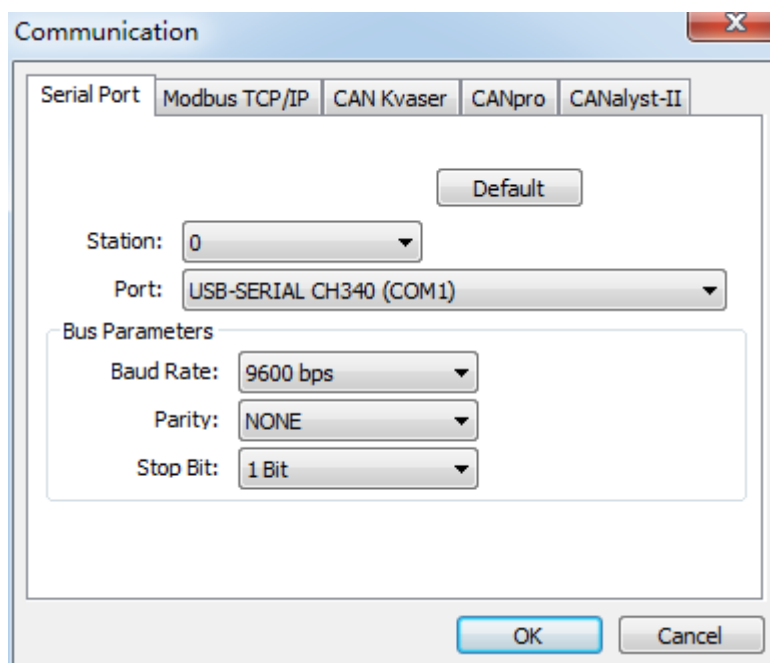 Communication
Serial Port Modbus TCP/IP CAN Kvaser CANpro CANalyst-II
Default
Station: 0
Port: USB-SERIAL CH340 (COM1)
Bus Parameters
Baud Rate: 9600 bps
Parity: NONE
Stop Bit: 1 Bit
OK Cancel